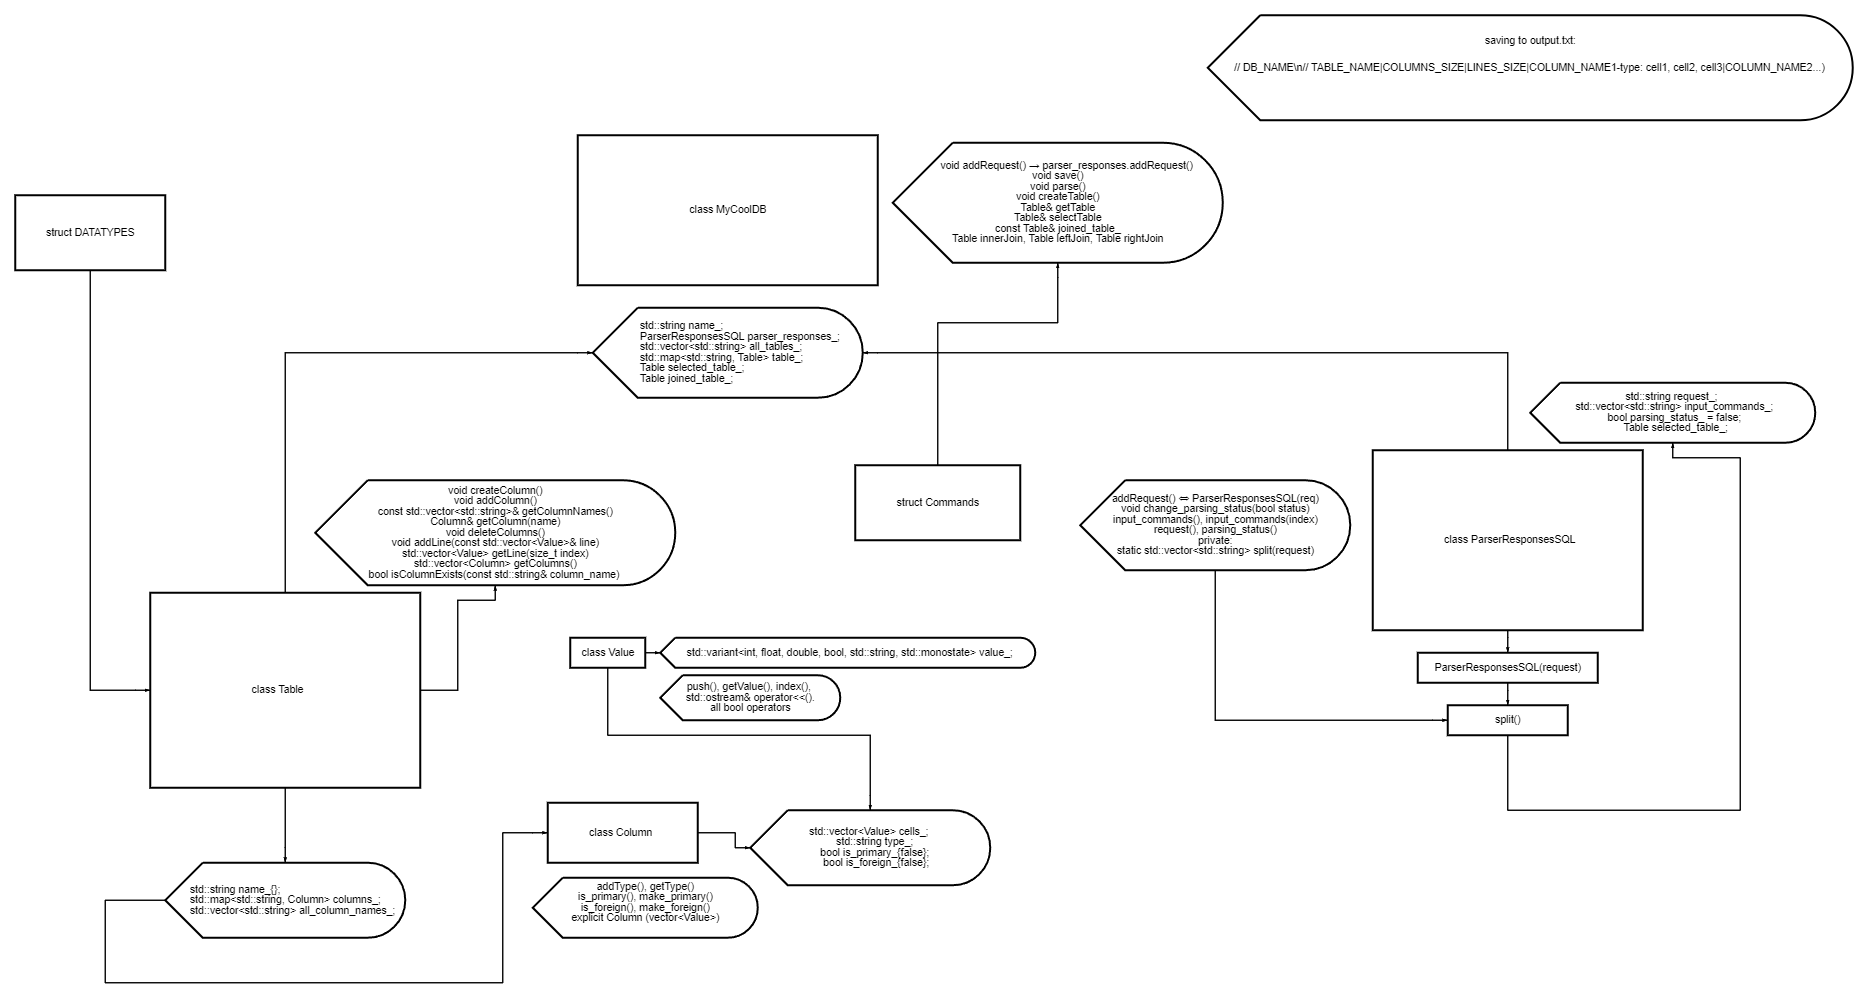 saving to output.txt:
// DB_NAME\n// TABLE_NAME|COLUMNS_SIZE|LINES_SIZE|COLUMN_NAME1-type: cell1, cell2, cell3|COLUMN_NAME2...)
class MyCoolDB
void addRequest() → parser_responses.addRequest()
void save()
void parse()
void createTable()
Table& getTable
Table& selectTable
const Table& joined_table_
Table innerJoin, Table leftJoin, Table rightJoin
struct DATATYPES
std::string name_;
ParserResponsesSQL parser_responses_;
std::vector<std::string> all_tables_;
std::map<std::string, Table> table_;
Table selected_table_;
Table joined_table_;
std::string request_;
std::vector<std::string> input_commands_;
bool parsing_status_ = false;
Table selected_table_;
struct Commands
void createColumn()
void addColumn()
const std::vector<std::string>& getColumnNames()
Column& getColumn(name)
void deleteColumns()
void addLine(const std::vector<Value>& line)
std::vector<Value> getLine(size_t index)
std::vector<Column> getColumns()
bool isColumnExists(const std::string& column_name)
addRequest() ⇔ ParserResponsesSQL(req)
void change_parsing_status(bool status)
input_commands(), input_commands(index)
request(), parsing_status()
private:
static std::vector<std::string> split(request)
class ParserResponsesSQL
class Value
std::variant<int, float, double, bool, std::string, std::monostate> value_;
ParserResponsesSQL(request)
class Table
push(), getValue(), index(),
std::ostream& operator<<().
all bool operators
split()
class Column
std::vector<Value> cells_;
std::string type_;
bool is_primary_{false};
bool is_foreign_{false};
std::string name_{};
std::map<std::string, Column> columns_;
std::vector<std::string> all_column_names_;
addType(), getType()
is_primary(), make_primary()
is_foreign(), make_foreign()
explicit Column (vector<Value>)